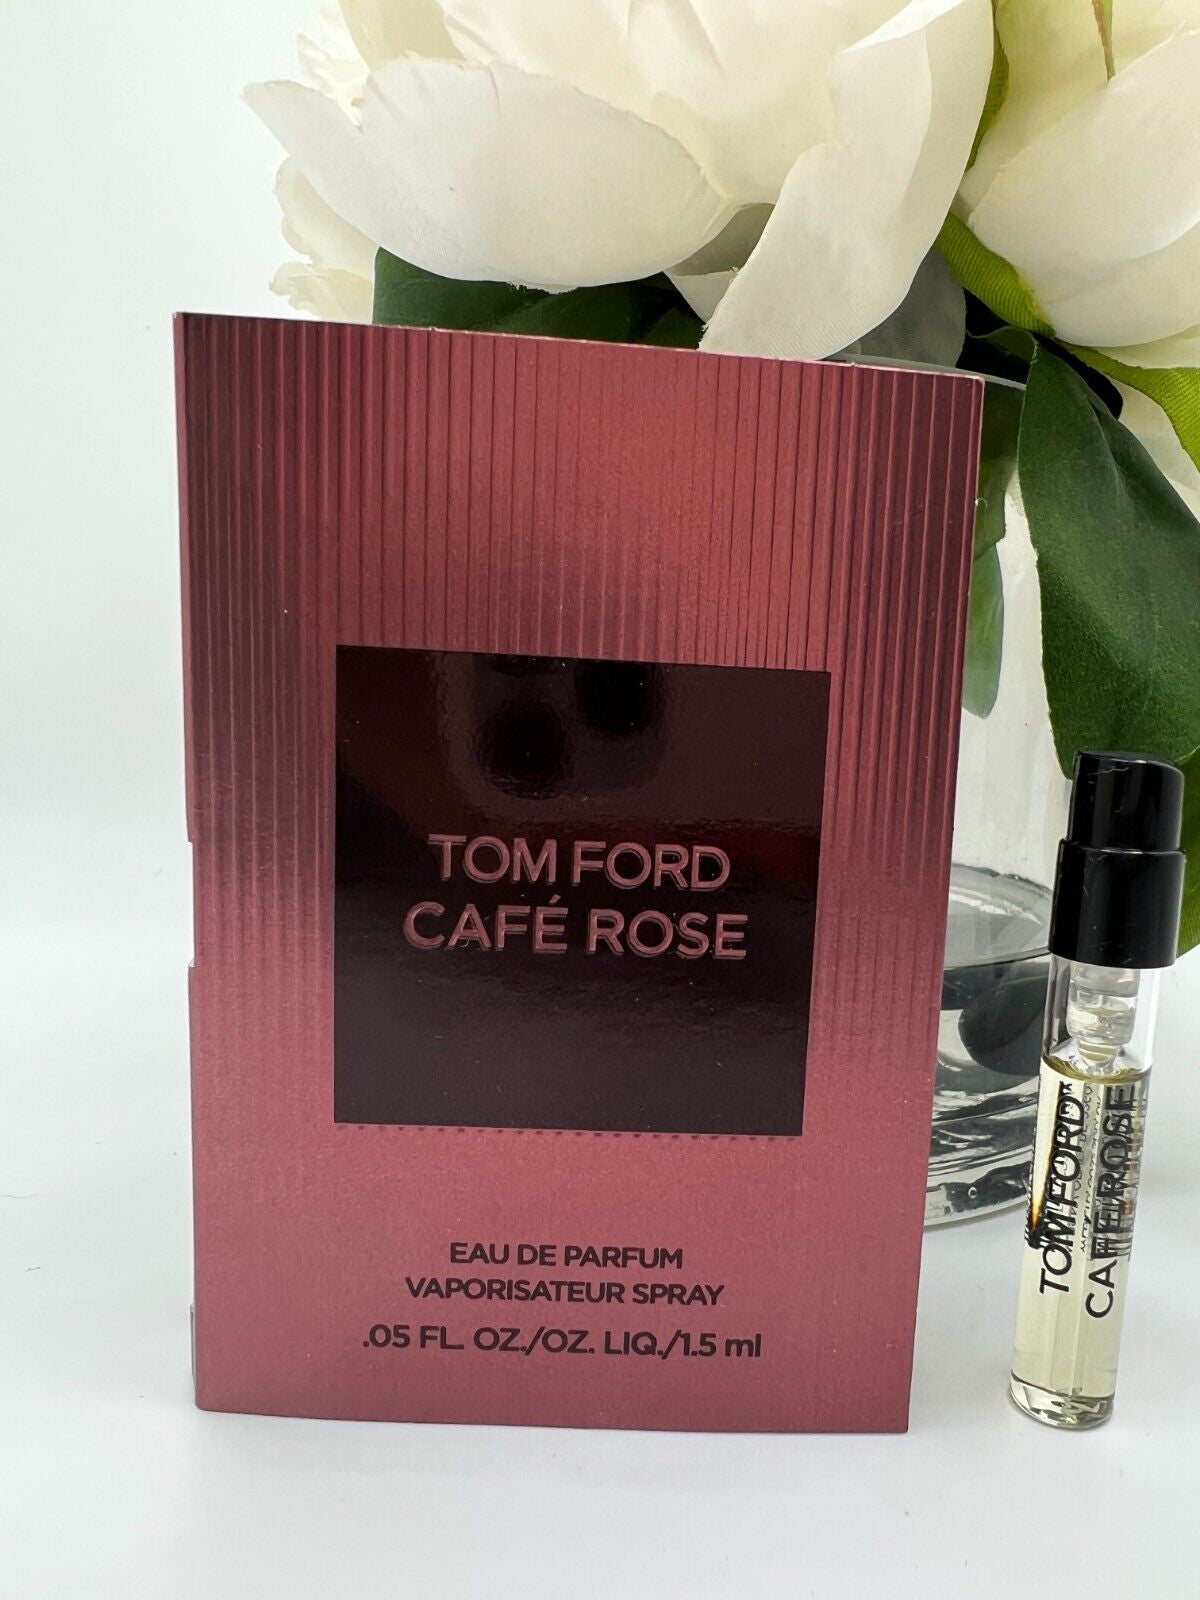 TOM FORD
CAFÉ ROSE
EAU DE PARFUM
VAPORISATEUR SPRAY
.05 FL. OZ./OZ. LIQ./1.5 ml
TOM FORD
CAFÉ ROSE